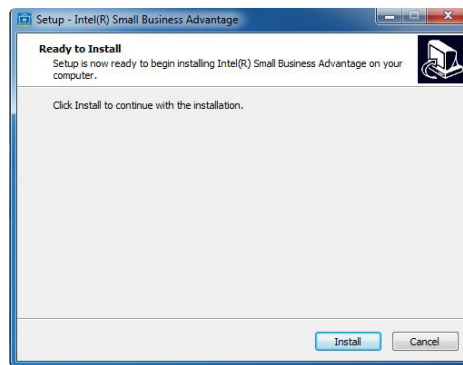 Setup - Intel(R) Small Business Advantage
Ready to Install
Setup is now ready to begin installing Intel(R) Small Business Advantage on your
computer.
Click Install to continue with the installation.
Install
Cancel